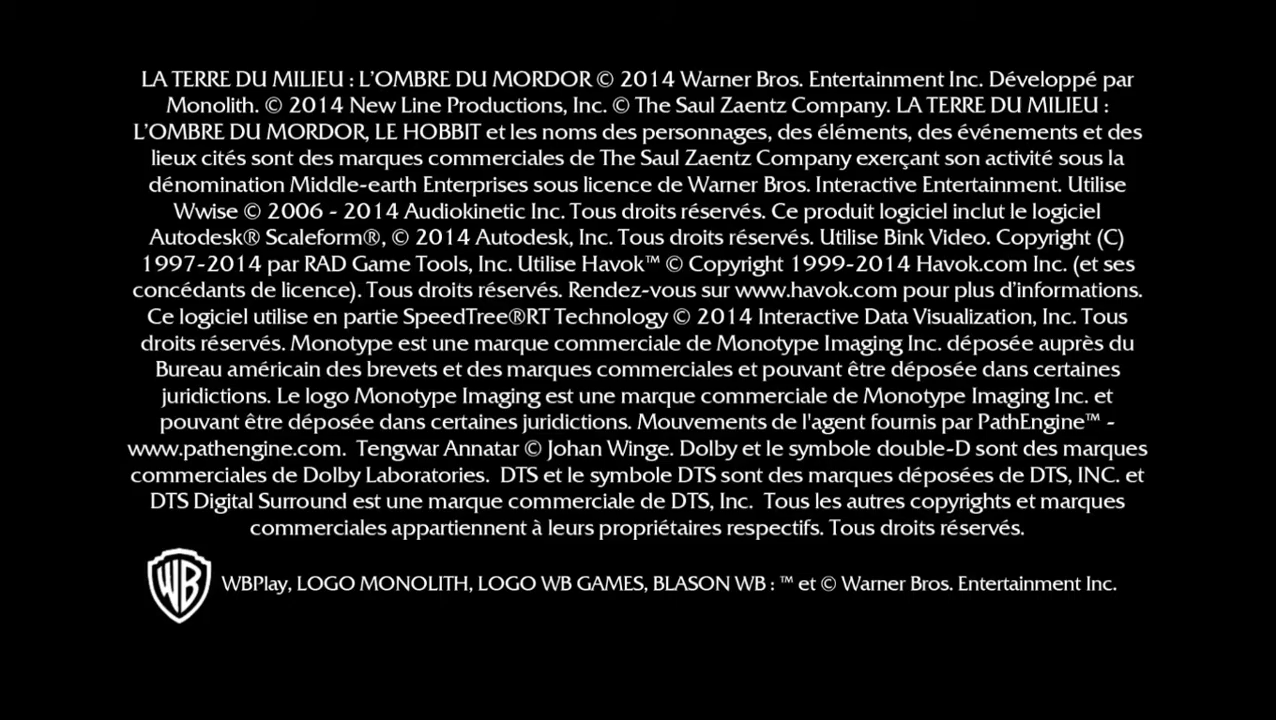 LA TERRE DU MILIEU : L’OMBRE DU MORDOR © 2014 Warner Bros. Entertainment Inc. Développé par
Monolith. © 2014 New Line Productions, Inc. © The Saul Zaentz Company. LA TERRE DU MILIEU :
L’OMBRE DU MORDOR, LE HOBBIT et les noms des personnages, des éléments, des événements et des
lieux cités sont des marques commerciales de The Saul Zaentz Company exerçant son activité sous la
dénomination Middle-earth Enterprises sous licence de Warner Bros. Interactive Entertainment. Utilise
Wwise © 2006 - 2014 Audiokinetic Inc. Tous droits réservés. Ce produit logiciel inclut le logiciel
Autodesk® Scaleform®, © 2014 Autodesk, Inc. Tous droits réservés. Utilise Bink Video. Copyright (C)
1997-2014 par RAD Game Tools, Inc. Utilise Havok™ © Copyright 1999-2014 Havok.com Inc. (et ses
concédants de licence). Tous droits réservés. Rendez-vous sur www.havok.com pour plus d’informations.
Ce logiciel utilise en partie SpeedTree®RT Technology © 2014 Interactive Data Visualization, Inc. Tous
droits réservés. Monotype est une marque commerciale de Monotype Imaging Inc. déposée auprès du
Bureau américain des brevets et des marques commerciales et pouvant être déposée dans certaines
juridictions. Le logo Monotype Imaging est une marque commerciale de Monotype Imaging Inc. et
pouvant être déposée dans certaines juridictions. Mouvements de l'agent fournis par PathEngine™ -
www.pathengine.com.  Tengwar Annatar © Johan Winge. Dolby et le symbole double-D sont des marques
commerciales de Dolby Laboratories.  DTS et le symbole DTS sont des marques déposées de DTS, INC. et
DTS Digital Surround est une marque commerciale de DTS, Inc.  Tous les autres copyrights et marques
commerciales appartiennent à leurs propriétaires respectifs. Tous droits réservés.
WB WBPlay, LOGO MONOLITH, LOGO WB GAMES, BLASON WB : ™ et © Warner Bros. Entertainment Inc.